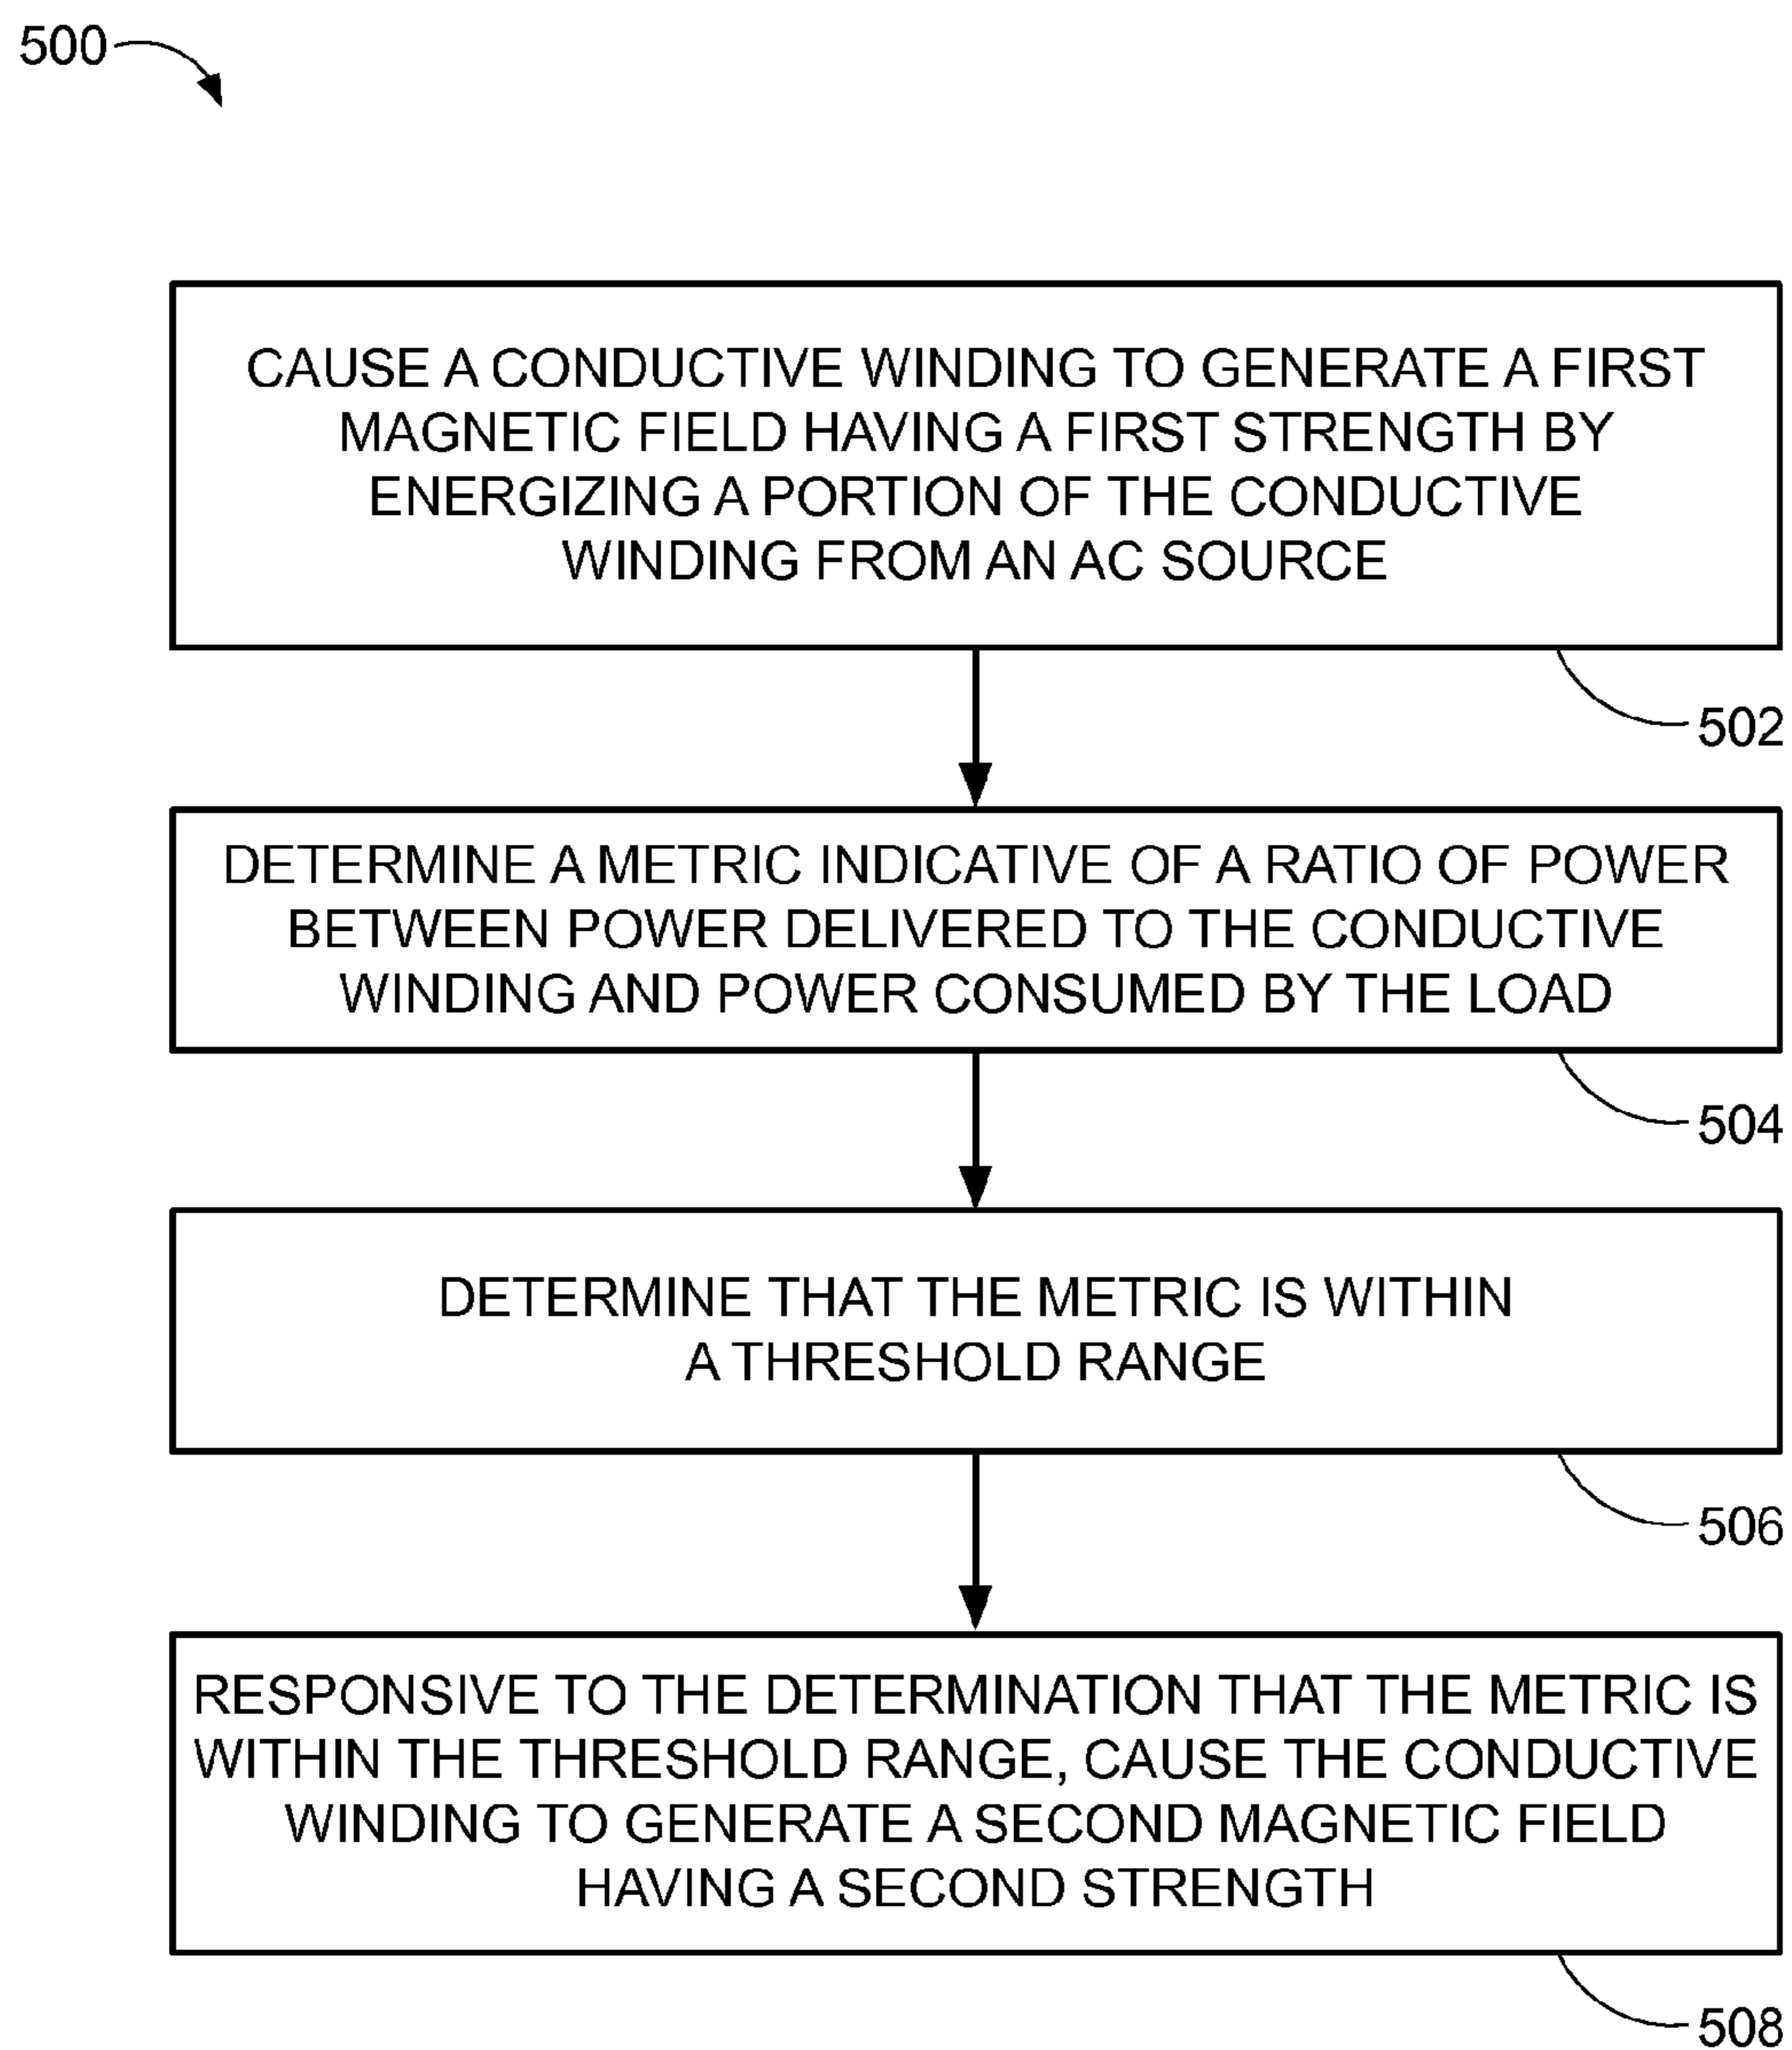 500
CAUSE A CONDUCTIVE WINDING TO GENERATE A FIRST
MAGNETIC FIELD HAVING A FIRST STRENGTH BY
ENERGIZING A PORTION OF THE CONDUCTIVE
WINDING FROM AN AC SOURCE
502
DETERMINE A METRIC INDICATIVE OF A RATIO OF POWER
BETWEEN POWER DELIVERED TO THE CONDUCTIVE
WINDING AND POWER CONSUMED BY THE LOAD
504
DETERMINE THAT THE METRIC IS WITHIN
A THRESHOLD RANGE
506
RESPONSIVE TO THE DETERMINATION THAT THE METRIC IS
WITHIN THE THRESHOLD RANGE, CAUSE THE CONDUCTIVE
WINDING TO GENERATE A SECOND MAGNETIC FIELD
HAVING A SECOND STRENGTH
508